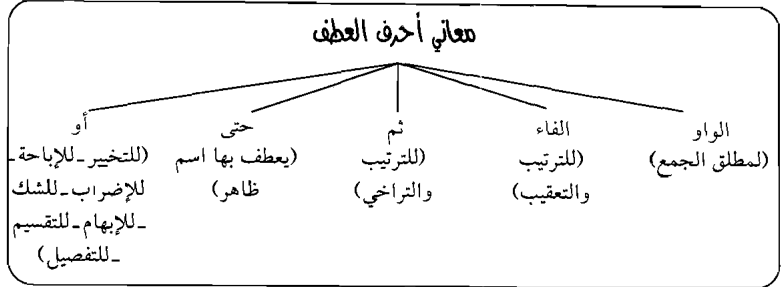 معاني أحرف العطف
الواو
(لمطلق الجمع)
الفاء
(للترتيب
والتعقيب)
ثم
(للترتيب
والتراخي)
حتى
(يعطف بها اسم
ظاهر)
أو
(للتخيير ـ للإباحة ـ
للإضراب ـ للشك
ـ للإبهام ـ للتقسيم
ـ للتفصيل)